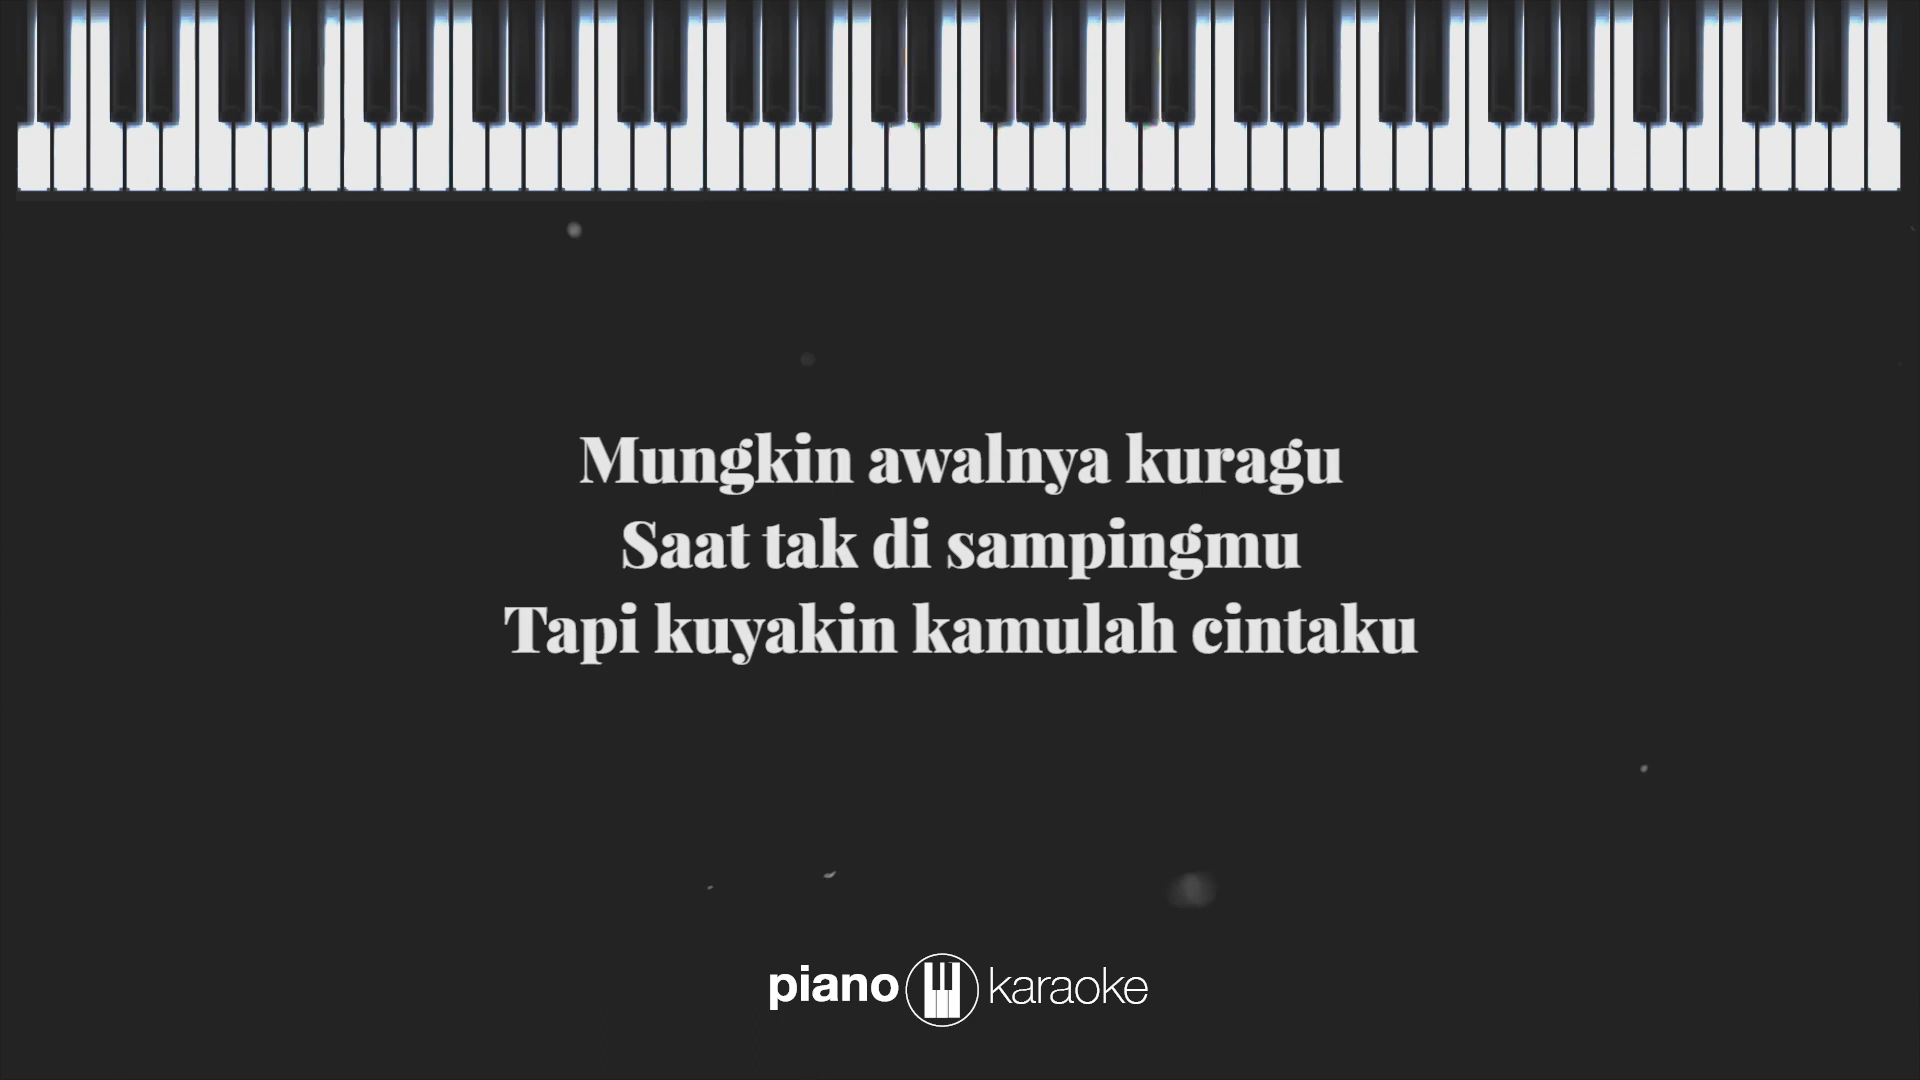 Mungkin awalnya kuragu
Saat tak di sampingmu
Tapi kuyakin kamulah cintaku
piano karaoke